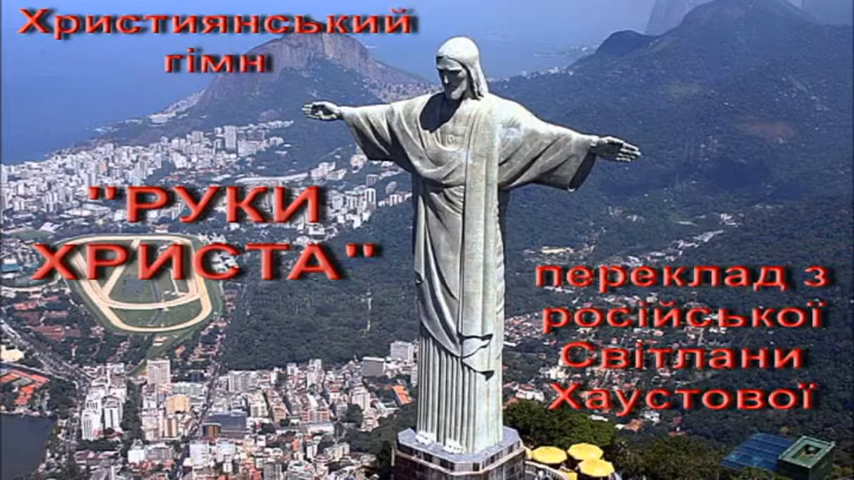 Християнський
гімн
"РУКИ
ХРИСТА"
переклад з
російської
Світлани
Хаустової